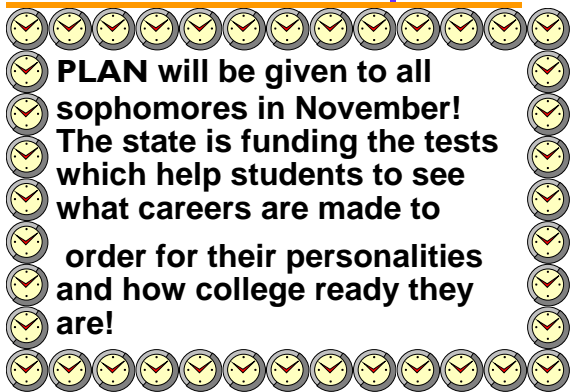 PLAN will be given to all
sophomores in November!
The state is funding the tests
which help students to see
what careers are made to
order for their personalities
and how college ready they
are!